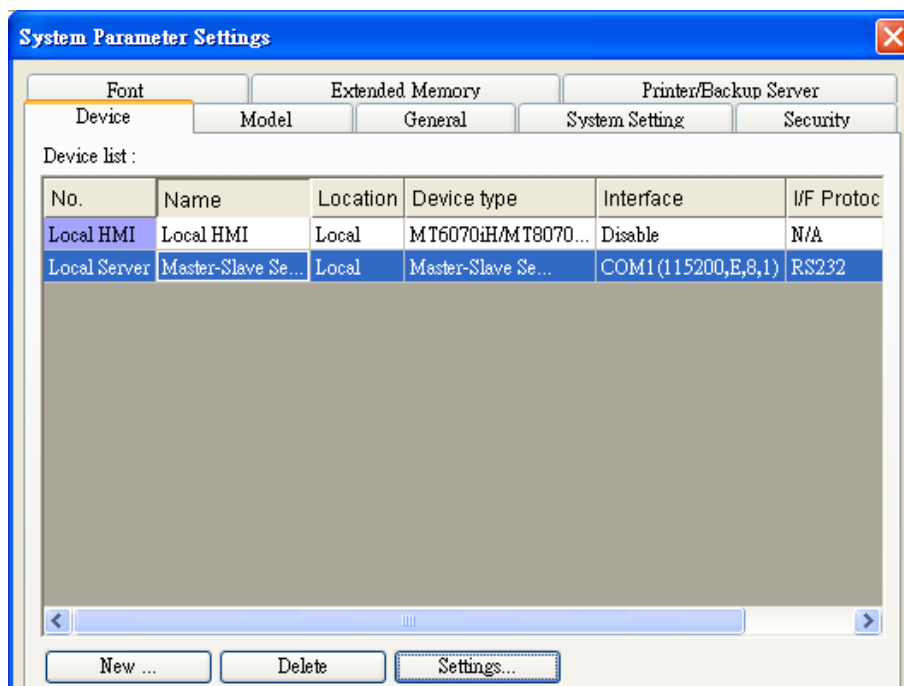 System Parameter Settings
Font Extended Memory Printer/Backup Server
Device Model General System Setting Security
Device list :
No. Name Location Device type Interface I/F Protoc
Local HMI Local HMI Local MT6070iH/MT8070... Disable N/A
Local Server Master-Slave Se... Local Master-Slave Se... COM1(115200,E,8,1) RS232
New ... Delete Settings...